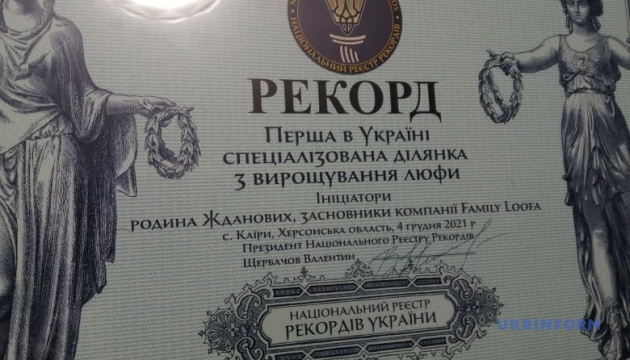 НАЦІОНАЛЬНИЙ РЕЄСТР РЕКОРДІВ
РЕКОРД
Перша в Україні
спеціалізована ділянка
з вирощування люфи
Ініціатори
родина Жданових, засновники компанії Family Loofa
с. Каїри, Херсонська область, 4 грудня 2021 р
Президент Національного Реєстру Рекордів
Щербачов Валентин
НАЦІОНАЛЬНИЙ РЕЄСТР
РЕКОРДІВ УКРАЇНИ
UKRINFORM